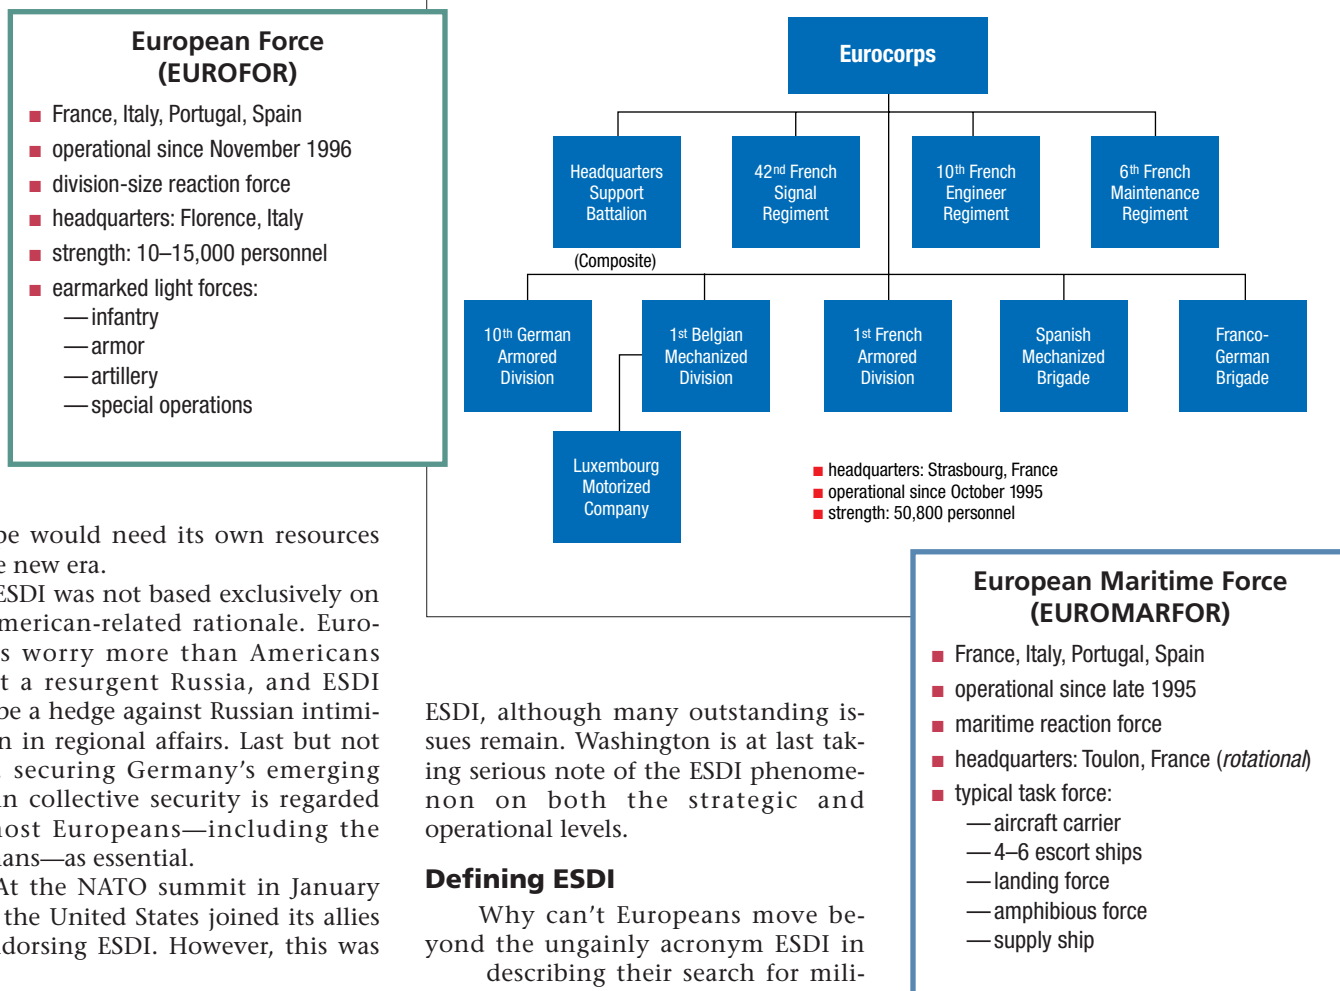 European Force
(EUROFOR)
■ France, Italy, Portugal, Spain
■ operational since November 1996
■ division-size reaction force
■ headquarters: Florence, Italy
■ strength: 10–15,000 personnel
■ earmarked light forces:
—infantry
—armor
—artillery
—special operations
Eurocorps
Headquarters
Support
Battalion
(Composite)
42nd French
Signal
Regiment
10th French
Engineer
Regiment
6th French
Maintenance
Regiment
10th German
Armored
Division
1st Belgian
Mechanized
Division
1st French
Armored
Division
Spanish
Mechanized
Brigade
Franco-
German
Brigade
Luxembourg
Motorized
Company
■ headquarters: Strasbourg, France
■ operational since October 1995
■ strength: 50,800 personnel
pe would need its own resources
e new era.
ESDI was not based exclusively on
merican-related rationale. Euro-
s worry more than Americans
t a resurgent Russia, and ESDI
be a hedge against Russian intimi-
n in regional affairs. Last but not
securing Germany’s emerging
in collective security is regarded
nost Europeans—including the
nans—as essential.
At the NATO summit in January
the United States joined its allies
ndorsing ESDI. However, this was
ESDI, although many outstanding is-
sues remain. Washington is at last tak-
ing serious note of the ESDI phenome-
non on both the strategic and
operational levels.
Defining ESDI
Why can’t Europeans move be-
yond the ungainly acronym ESDI in
describing their search for mili-
European Maritime Force
(EUROMARFOR)
■ France, Italy, Portugal, Spain
■ operational since late 1995
■ maritime reaction force
■ headquarters: Toulon, France (rotational)
■ typical task force:
—aircraft carrier
—4–6 escort ships
—landing force
—amphibious force
—supply ship